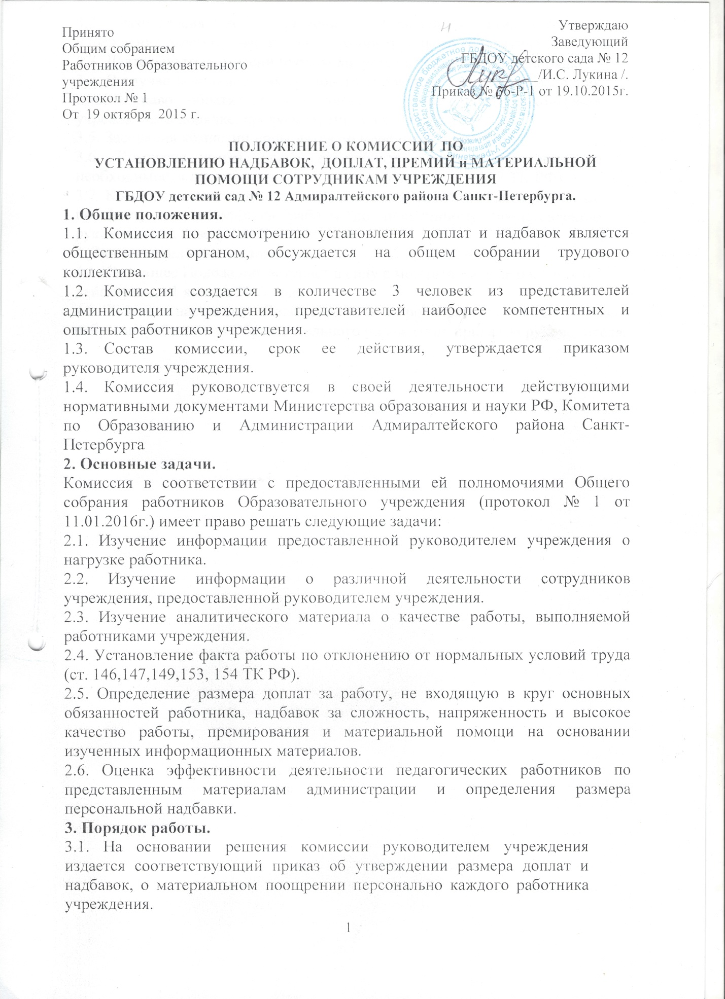 Принято
Общим собранием
Работников Образовательного
учреждения
Протокол № 1
От 19 октября 2015 г.
Утверждаю
Заведующий
ГБДОУ детского сада № 12
/И.С. Лукина /.
Приказ № 66-Р-1 от 19.10.2015г.
ПОЛОЖЕНИЕ О КОМИССИИ ПО
УСТАНОВЛЕНИЮ НАДБАВОК, ДОПЛАТ, ПРЕМИЙ и МАТЕРИАЛЬНОЙ
ПОМОЩИ СОТРУДНИКАМ УЧРЕЖДЕНИЯ
ГБДОУ детский сад № 12 Адмиралтейского района Санкт-Петербурга.
1. Общие положения.
1.1. Комиссия по рассмотрению установления доплат и надбавок является
общественным органом, обсуждается на общем собрании трудового
коллектива.
1.2. Комиссия создается в количестве 3 человек из представителей
администрации учреждения, представителей наиболее компетентных и
опытных работников учреждения.
1.3. Состав комиссии, срок ее действия, утверждается приказом
руководителя учреждения.
1.4. Комиссия руководствуется в своей деятельности действующими
нормативными документами Министерства образования и науки РФ, Комитета
по Образованию и Администрации Адмиралтейского района Санкт-
Петербурга
2. Основные задачи.
Комиссия в соответствии с предоставленными ей полномочиями Общего
собрания работников Образовательного учреждения (протокол № 1 от
11.01.2016г.) имеет право решать следующие задачи:
2.1. Изучение информации предоставленной руководителем учреждения о
нагрузке работника.
2.2. Изучение информации о различной деятельности сотрудников
учреждения, предоставленной руководителем учреждения.
2.3. Изучение аналитического материала о качестве работы, выполняемой
работниками учреждения.
2.4. Установление факта работы по отклонению от нормальных условий труда
(ст. 146,147,149,153, 154 ТК РФ).
2.5. Определение размера доплат за работу, не входящую в круг основных
обязанностей работника, надбавок за сложность, напряженность и высокое
качество работы, премирования и материальной помощи на основании
изученных информационных материалов.
2.6. Оценка эффективности деятельности педагогических работников по
представленным материалам администрации и определения размера
персональной надбавки.
3. Порядок работы.
3.1. На основании решения комиссии руководителем учреждения
издается соответствующий приказ об утверждении размера доплат и
надбавок, о материальном поощрении персонально каждого работника
учреждения.
1